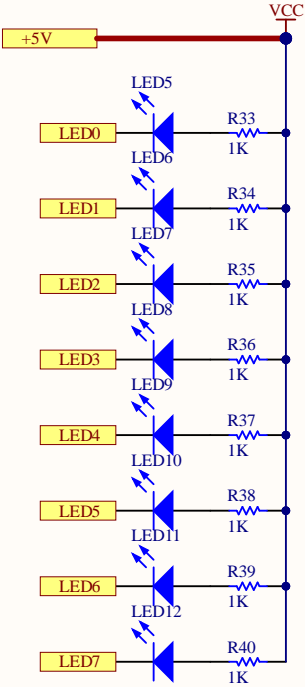 VCC
+5V
LED5
LED0
R33
1K
LED6
LED1
R34
1K
LED7
LED2
R35
1K
LED8
LED3
R36
1K
LED9
LED4
R37
1K
LED10
LED5
R38
1K
LED11
LED6
R39
1K
LED12
LED7
R40
1K